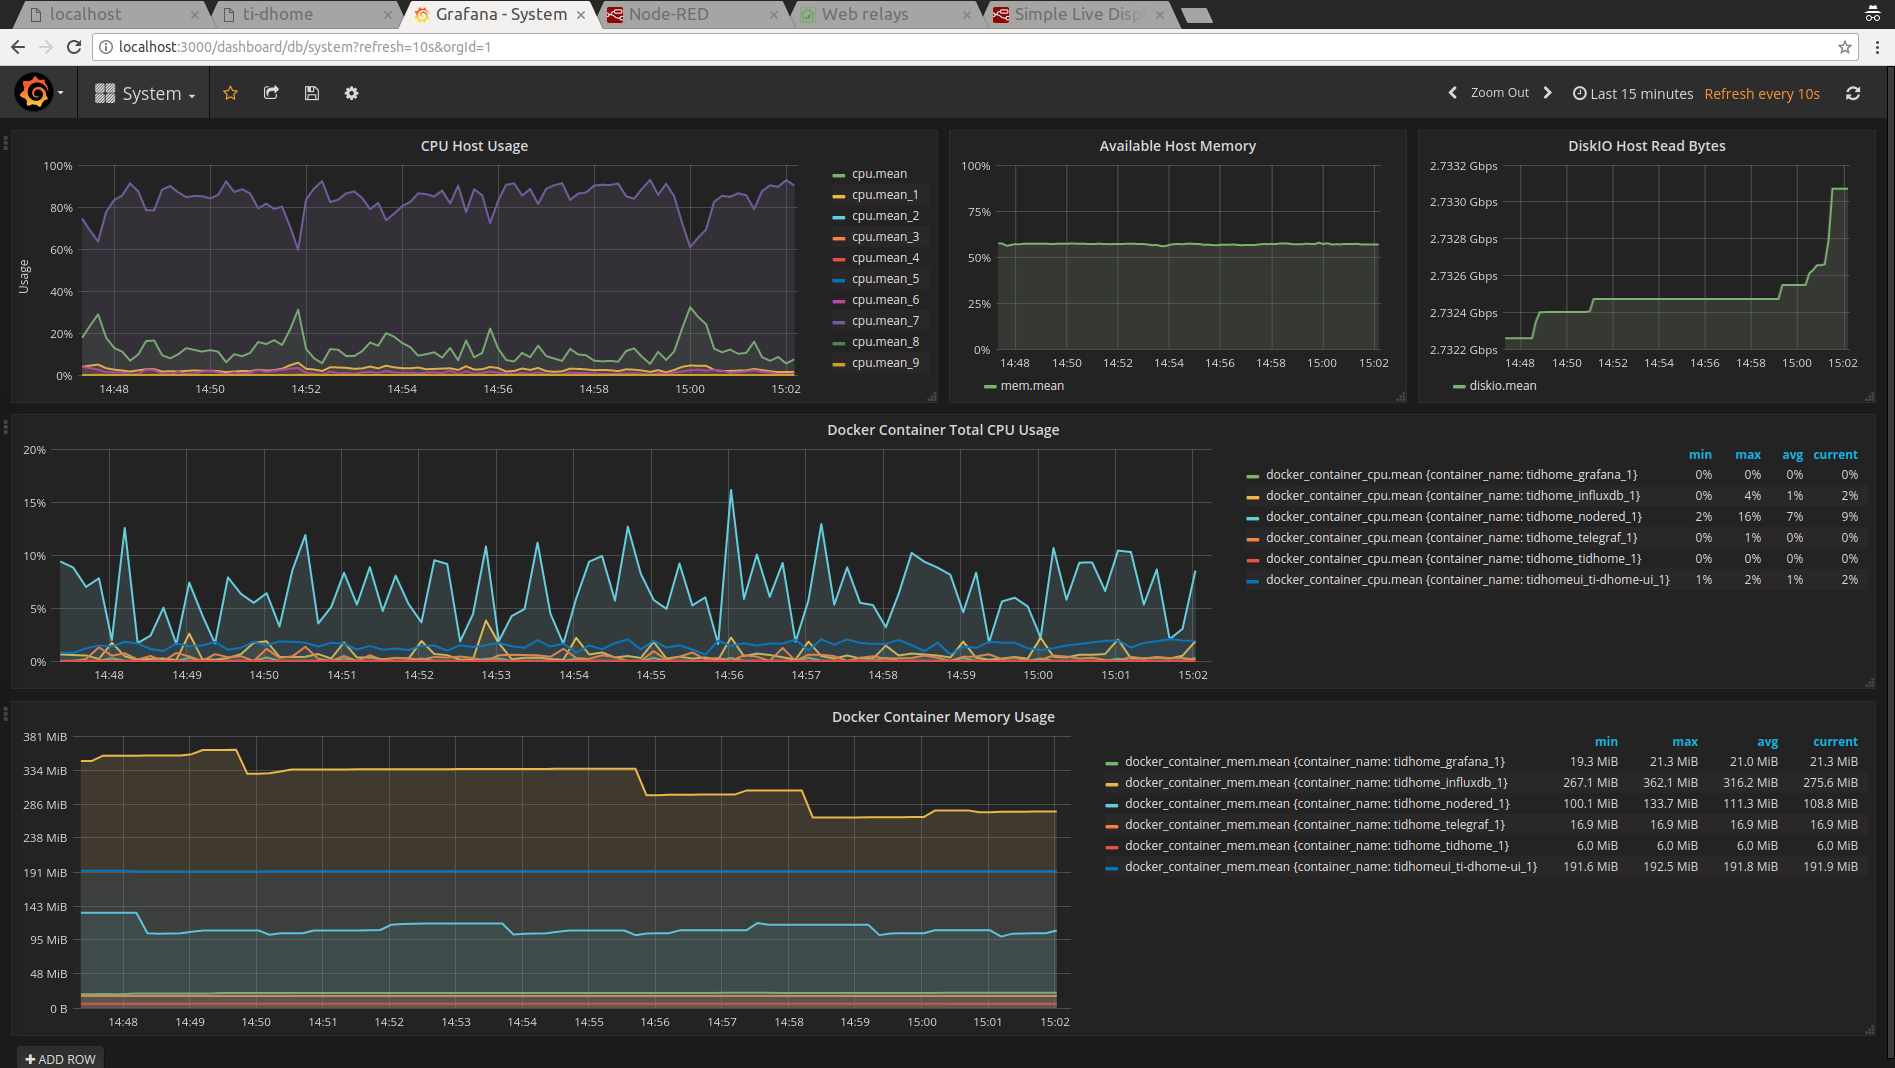 localhost
ti-dhome
Grafana - System
Node-RED
Web relays
Simple Live Disp
localhost:3000/dashboard/db/system?refresh=10s&orgId=1
System
Zoom Out
Last 15 minutes
Refresh every 10s
CPU Host Usage
100%
80%
60%
40%
20%
0%
Usage
14:48 14:50 14:52 14:54 14:56 14:58 15:00 15:02
cpu.mean
cpu.mean_1
cpu.mean_2
cpu.mean_3
cpu.mean_4
cpu.mean_5
cpu.mean_6
cpu.mean_7
cpu.mean_8
cpu.mean_9
Available Host Memory
100%
75%
50%
25%
0%
14:48 14:50 14:52 14:54 14:56 14:58 15:00 15:02
mem.mean
DiskIO Host Read Bytes
2.7332 Gbps
2.7330 Gbps
2.7328 Gbps
2.7326 Gbps
2.7324 Gbps
2.7322 Gbps
14:48 14:50 14:52 14:54 14:56 14:58 15:00 15:02
diskio.mean
Docker Container Total CPU Usage
20%
15%
10%
5%
0%
14:48 14:49 14:50 14:51 14:52 14:53 14:54 14:55 14:56 14:57 14:58 14:59 15:00 15:01 15:02
min max avg current
docker_container_cpu.mean {container_name: tidhome_grafana_1} 0% 0% 0% 0%
docker_container_cpu.mean {container_name: tidhome_influxdb_1} 0% 4% 1% 2%
docker_container_cpu.mean {container_name: tidhome_nodered_1} 2% 16% 7% 9%
docker_container_cpu.mean {container_name: tidhome_telegraf_1} 0% 1% 0% 0%
docker_container_cpu.mean {container_name: tidhome_tidhome_1} 0% 0% 0% 0%
docker_container_cpu.mean {container_name: tidhomeui_ti-dhome-ui_1} 1% 2% 1% 2%
Docker Container Memory Usage
381 MiB
334 MiB
286 MiB
238 MiB
191 MiB
143 MiB
95 MiB
48 MiB
0 B
14:48 14:49 14:50 14:51 14:52 14:53 14:54 14:55 14:56 14:57 14:58 14:59 15:00 15:01 15:02
min max avg current
docker_container_mem.mean {container_name: tidhome_grafana_1} 19.3 MiB 21.3 MiB 21.0 MiB 21.3 MiB
docker_container_mem.mean {container_name: tidhome_influxdb_1} 267.1 MiB 362.1 MiB 316.2 MiB 275.6 MiB
docker_container_mem.mean {container_name: tidhome_nodered_1} 100.1 MiB 133.7 MiB 111.3 MiB 108.8 MiB
docker_container_mem.mean {container_name: tidhome_telegraf_1} 16.9 MiB 16.9 MiB 16.9 MiB 16.9 MiB
docker_container_mem.mean {container_name: tidhome_tidhome_1} 6.0 MiB 6.0 MiB 6.0 MiB 6.0 MiB
docker_container_mem.mean {container_name: tidhomeui_ti-dhome-ui_1} 191.6 MiB 192.5 MiB 191.8 MiB 191.9 MiB
+ ADD ROW